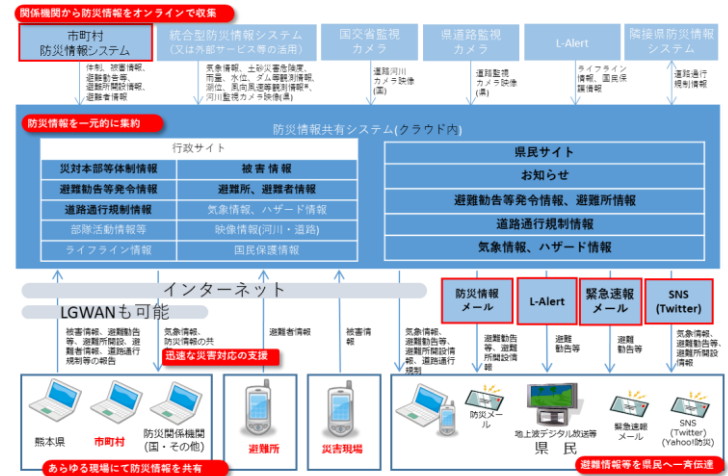 関係機関から防災情報をオンラインで収集
市町村
防災情報システム
統合型防災情報システム
(又は外部サービス等の活用)
国交省監視
カメラ
県道路監視
カメラ
L-Alert
隣接県防災情報
システム
体制、被害情報、
避難勧告等、
避難所開設情報、
避難者情報
気象情報、土砂災害危険度、
雨量、水位、ダム等観測情報、
潮位、風向風速等観測情報、
河川監視カメラ映像(県)
道路河川
カメラ映像
(国)
道路監視
カメラ映像
(県)
ライフライン
情報、国民保
護情報
道路通行
規制情報
防災情報を一元的に集約
防災情報共有システム(クラウド内)
行政サイト
災対本部等体制情報
被害情報
避難勧告等発令情報
避難所、避難者情報
道路通行規制情報
気象情報、ハザード情報
部隊活動情報等
映像情報(河川・道路)
ライフライン情報
国民保護情報
県民サイト
お知らせ
避難勧告等発令情報、避難所情報
道路通行規制情報
気象情報、ハザード情報
インターネット
LGWANも可能
防災情報
メール
L-Alert
緊急速報
メール
SNS
(Twitter)
被害情報、避難勧告
等、避難所開設、避
難者情報、道路通行
規制等の報告
気象情報、
防災情報の共
避難者情報
被害情
報
気象情報、
避難勧告等、
避難所開設情
報、道路通行
規制
避難勧告
等、避難
所開設情
報
避難
勧告等
避難
勧告等
気象情報、
避難勧告
等、避難
所開設
情報
迅速な災害対応の支援
熊本県
市町村
防災関係機関
(国・その他)
避難所
災害現場
防災メー
ル
地上波デジタル放送等
県 民
緊急速報
メール
SNS
(Twitter)
(Yahoo!防災)
あらゆる現場にて防災情報を共有
避難情報等を県民へ一斉伝達